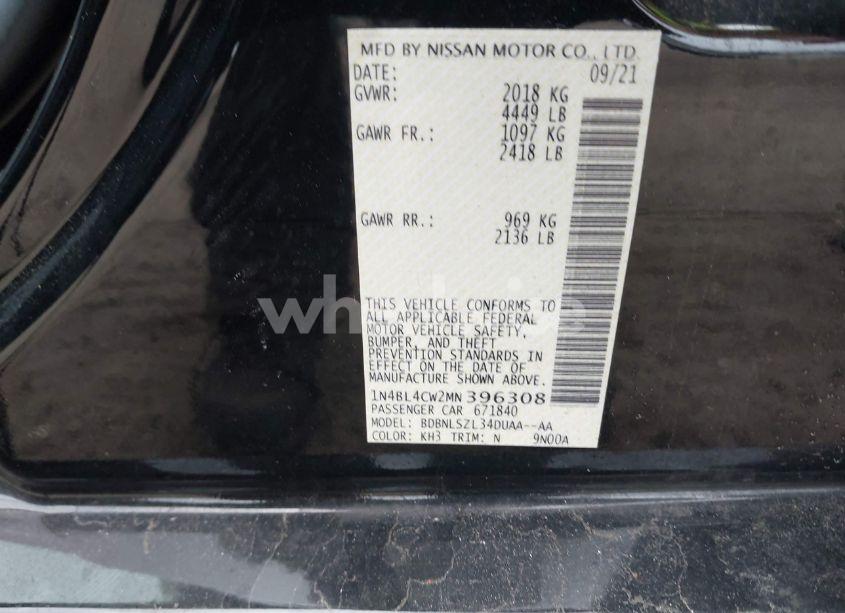 MFD BY NISSAN MOTOR CO., LTD.
DATE: 09/21
GVWR: 2018 KG
4449 LB
GAWR FR.: 1097 KG
2418 LB
GAWR RR.: 969 KG
2136 LB
THIS VEHICLE CONFORMS TO
ALL APPLICABLE FEDERAL
MOTOR VEHICLE SAFETY,
BUMPER, AND THEFT
PREVENTION STANDARDS IN
EFFECT ON THE DATE OF
MANUFACTURE SHOWN ABOVE.
1N4BL4CW2MN396308
PASSENGER CAR 671840
MODEL: BDBNLSZL34DUAA--AA
COLOR: KH3 TRIM: N 9N00A